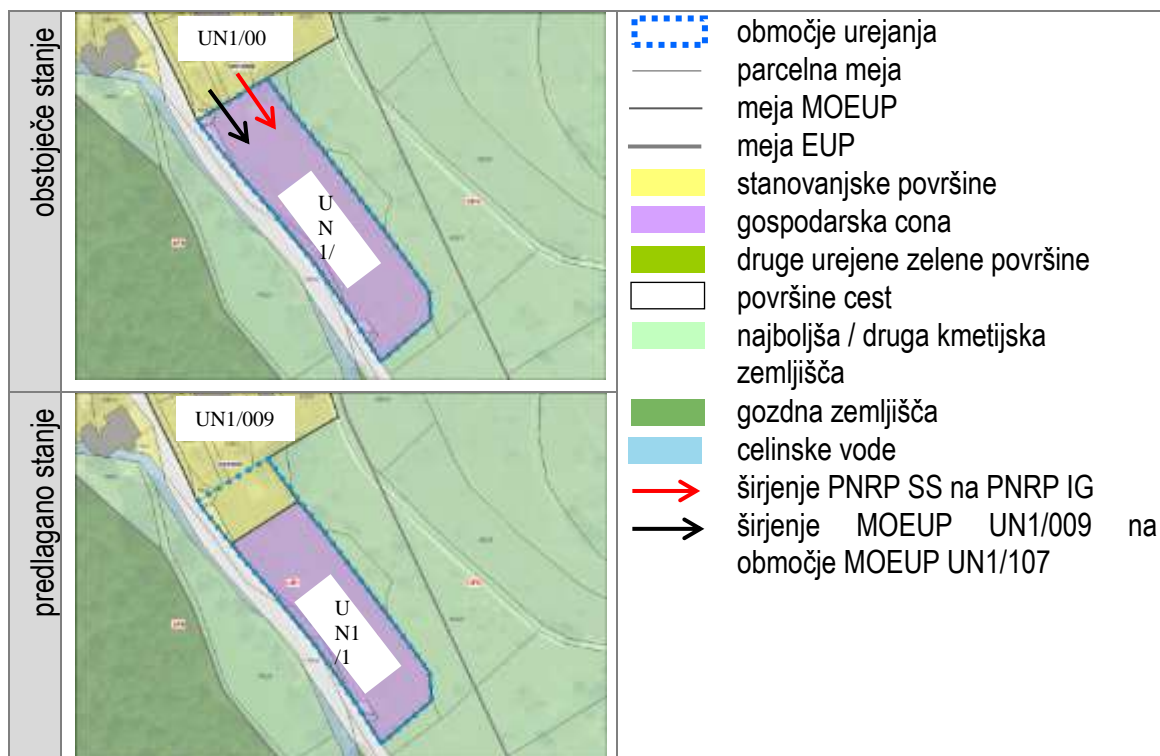 obstoječe stanje
UN1/00
U
N
1/
predlagano stanje
UN1/009
U
N1
/1
območje urejanja
parcelna meja
meja MOEUP
meja EUP
stanovanjske površine
gospodarska cona
druge urejene zelene površine
površine cest
najboljša / druga kmetijska
zemljišča
gozdna zemljišča
celinske vode
širjenje PNRP SS na PNRP IG
širjenje MOEUP UN1/009 na
območje MOEUP UN1/107